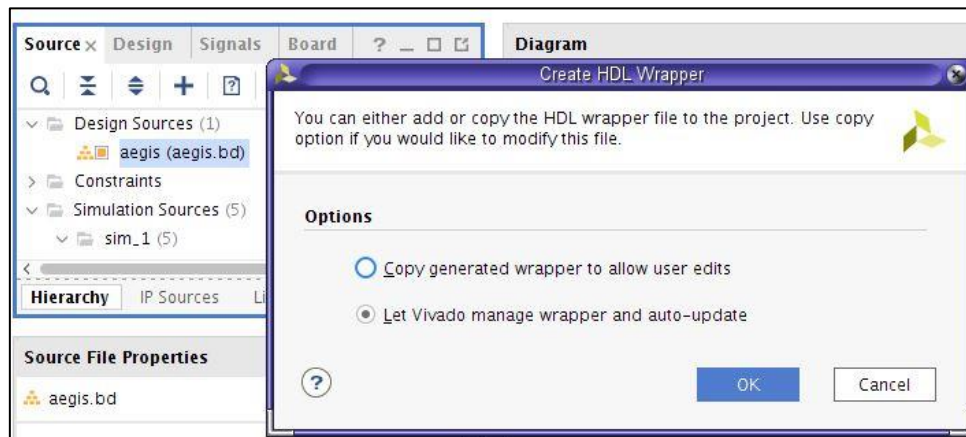 Source × Design Signals Board ? Diagram
Create HDL Wrapper
You can either add or copy the HDL wrapper file to the project. Use copy
option if you would like to modify this file.
Design Sources (1)
aegis (aegis.bd)
Constraints
Simulation Sources (5)
sim_1 (5)
Hierarchy IP Sources Li
Options
Copy generated wrapper to allow user edits
Let Vivado manage wrapper and auto-update
Source File Properties
aegis.bd
?
OK Cancel